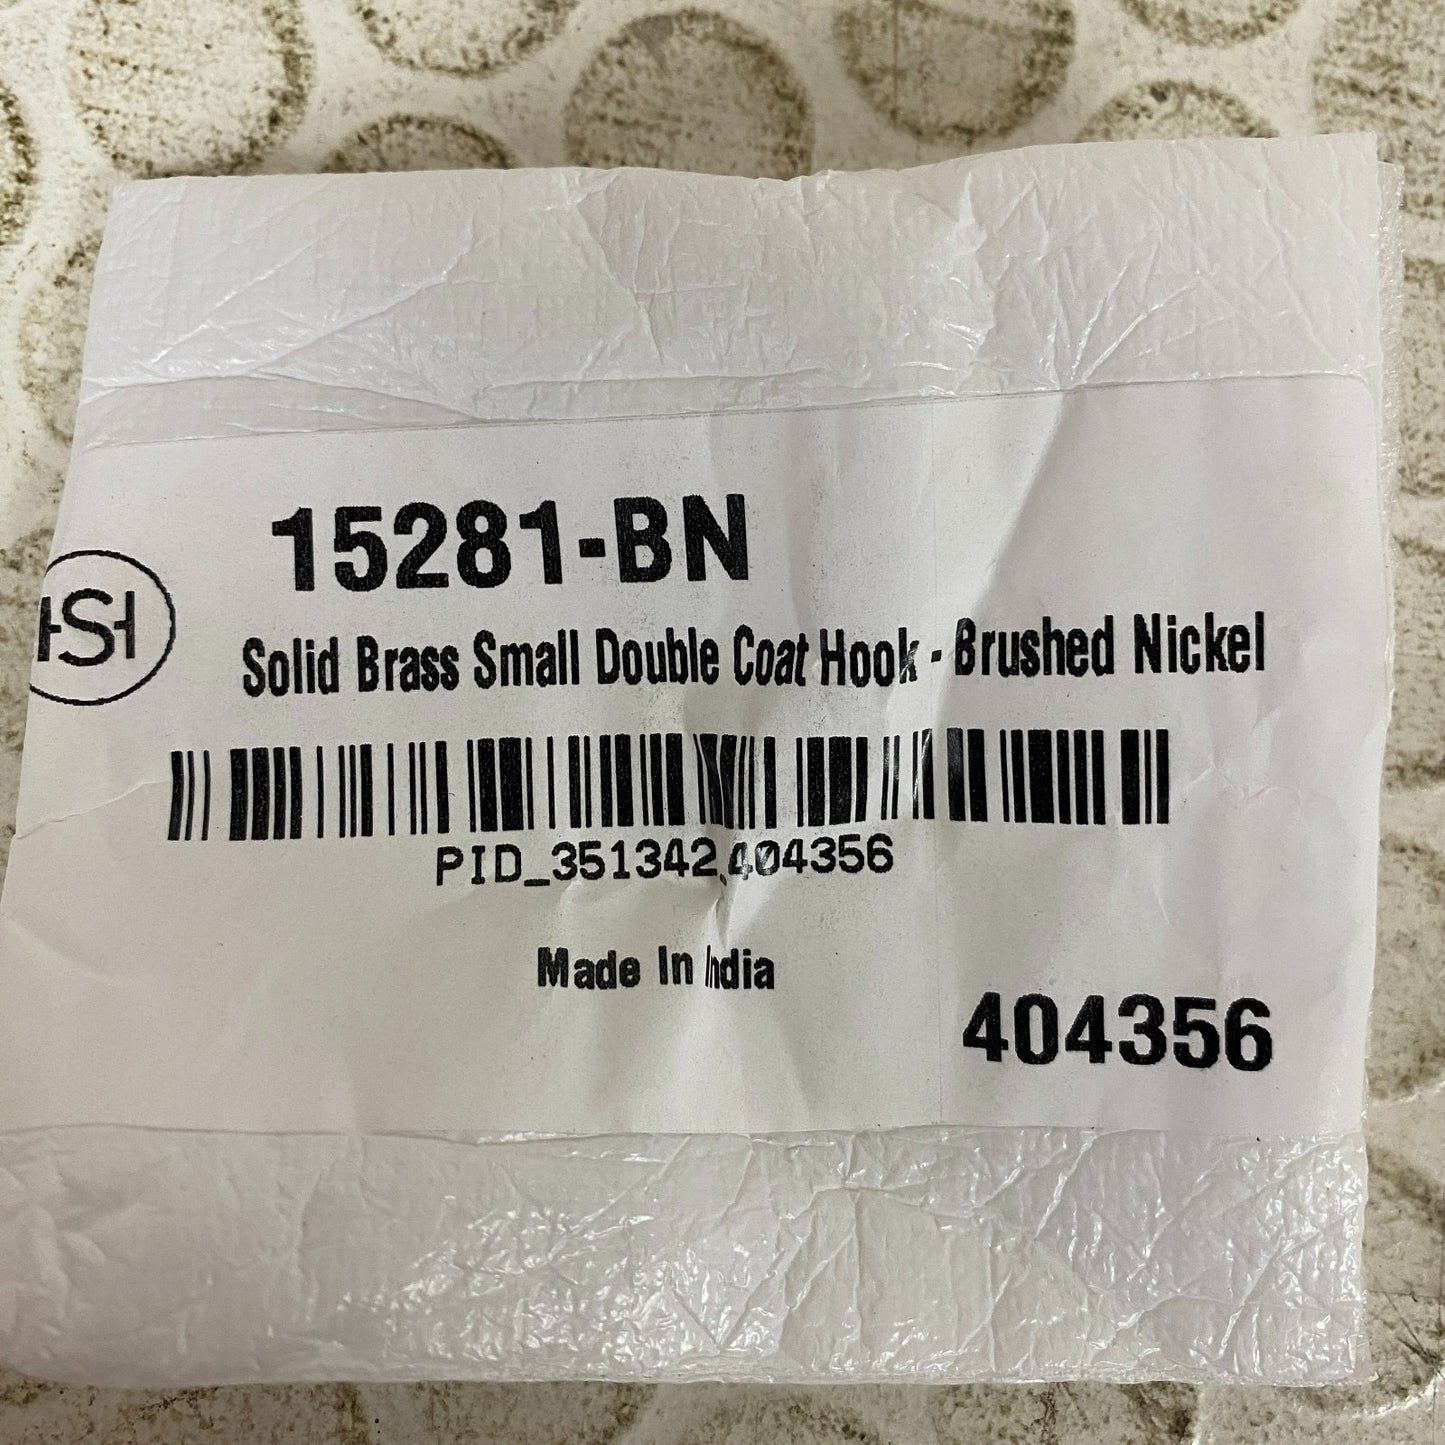 15281-BN
HSH
Solid Brass Small Double Coat Hook - Brushed Nickel
PID_351342_404356
Made In India
404356